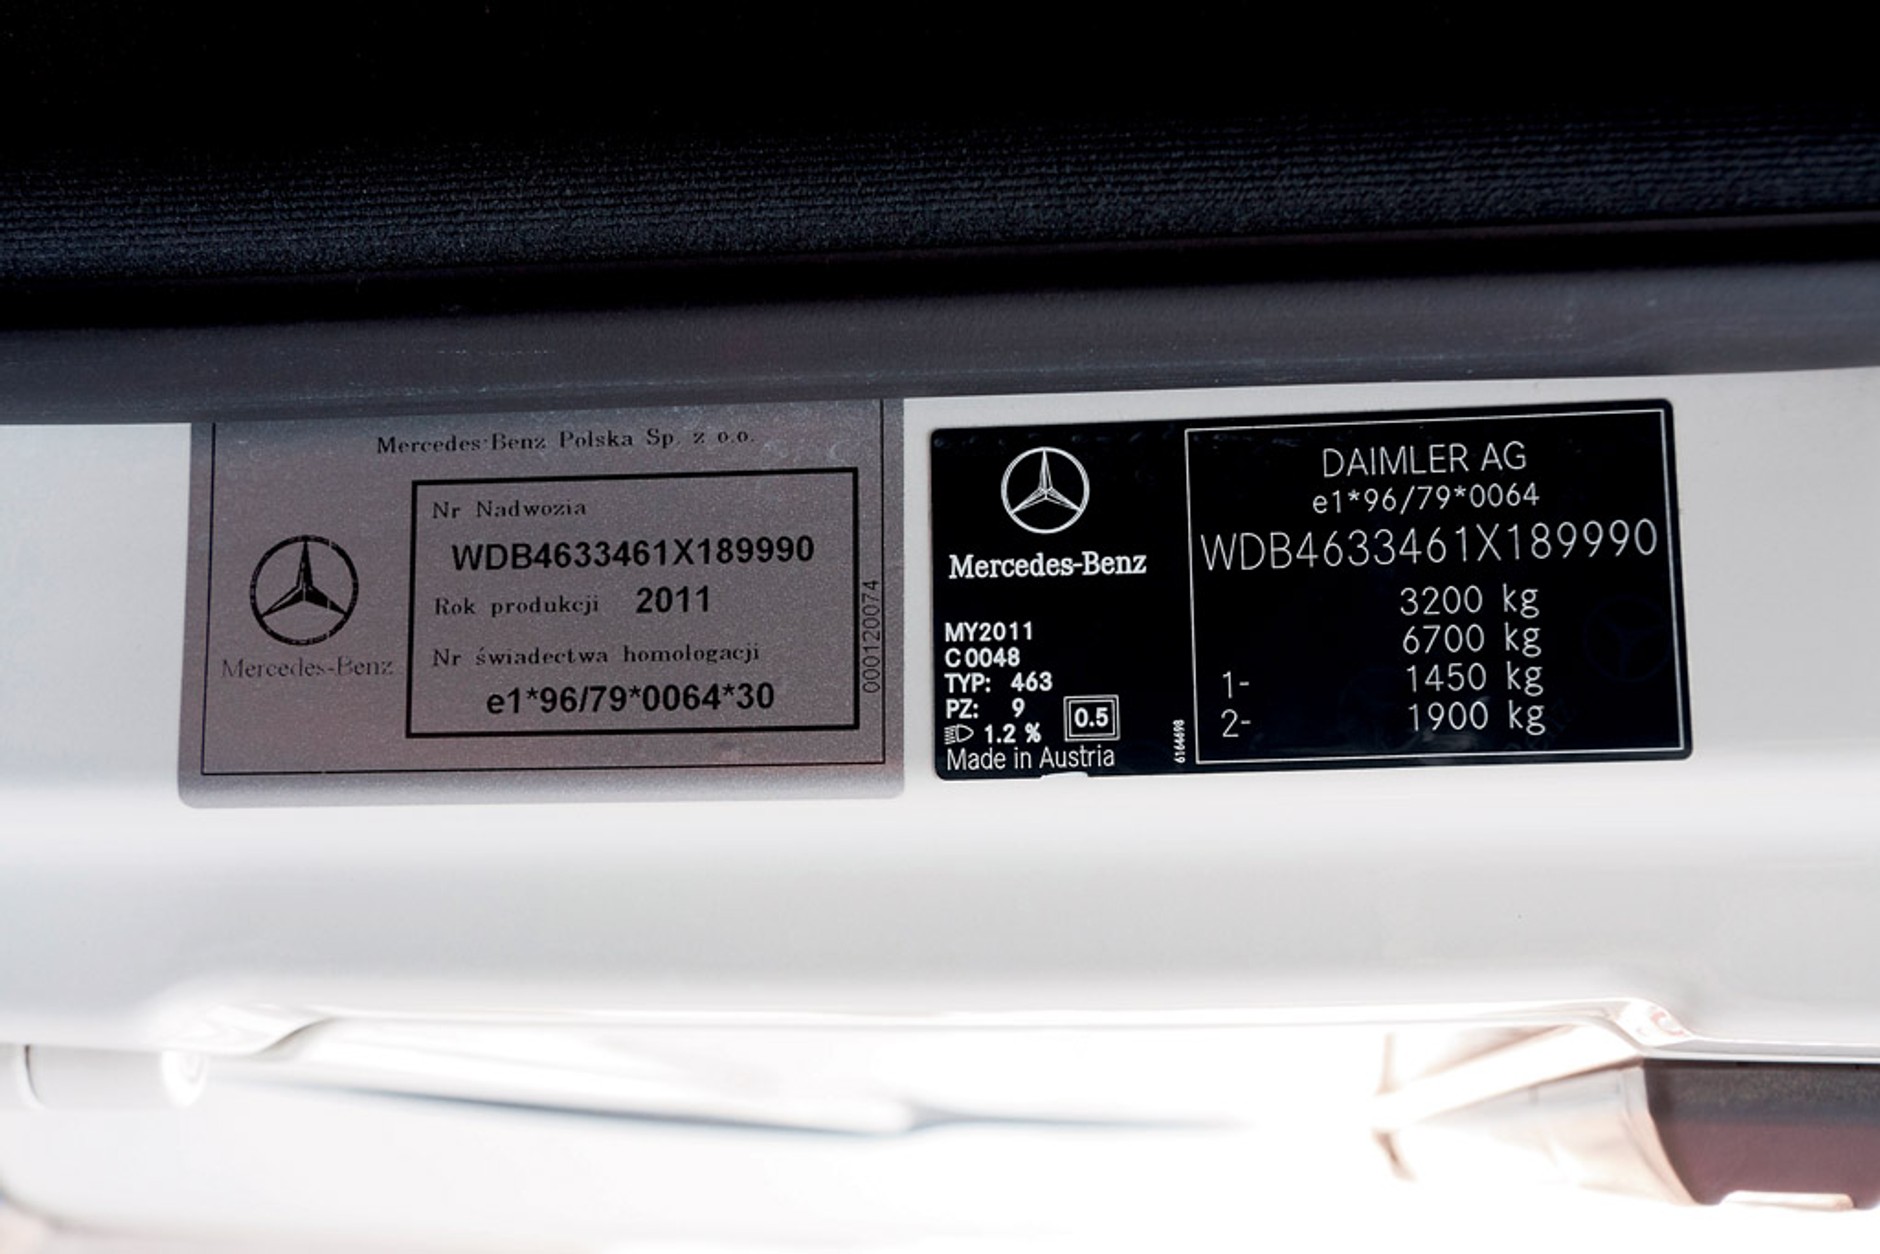 Mercedes-Benz Polska Sp. z o.o.
Nr Nadwozia
WDB4633461X189990
Rok produkcji 2011
Nr świadectwa homologacji
e1*96/79*0064*30
Mercedes-Benz
000120074
Mercedes-Benz
MY2011
C0048
TYP: 463
PZ: 9
1.2 %
0.5
Made in Austria
6164498
DAIMLER AG
e1*96/79*0064
WDB4633461X189990
3200 kg
6700 kg
1- 1450 kg
2- 1900 kg